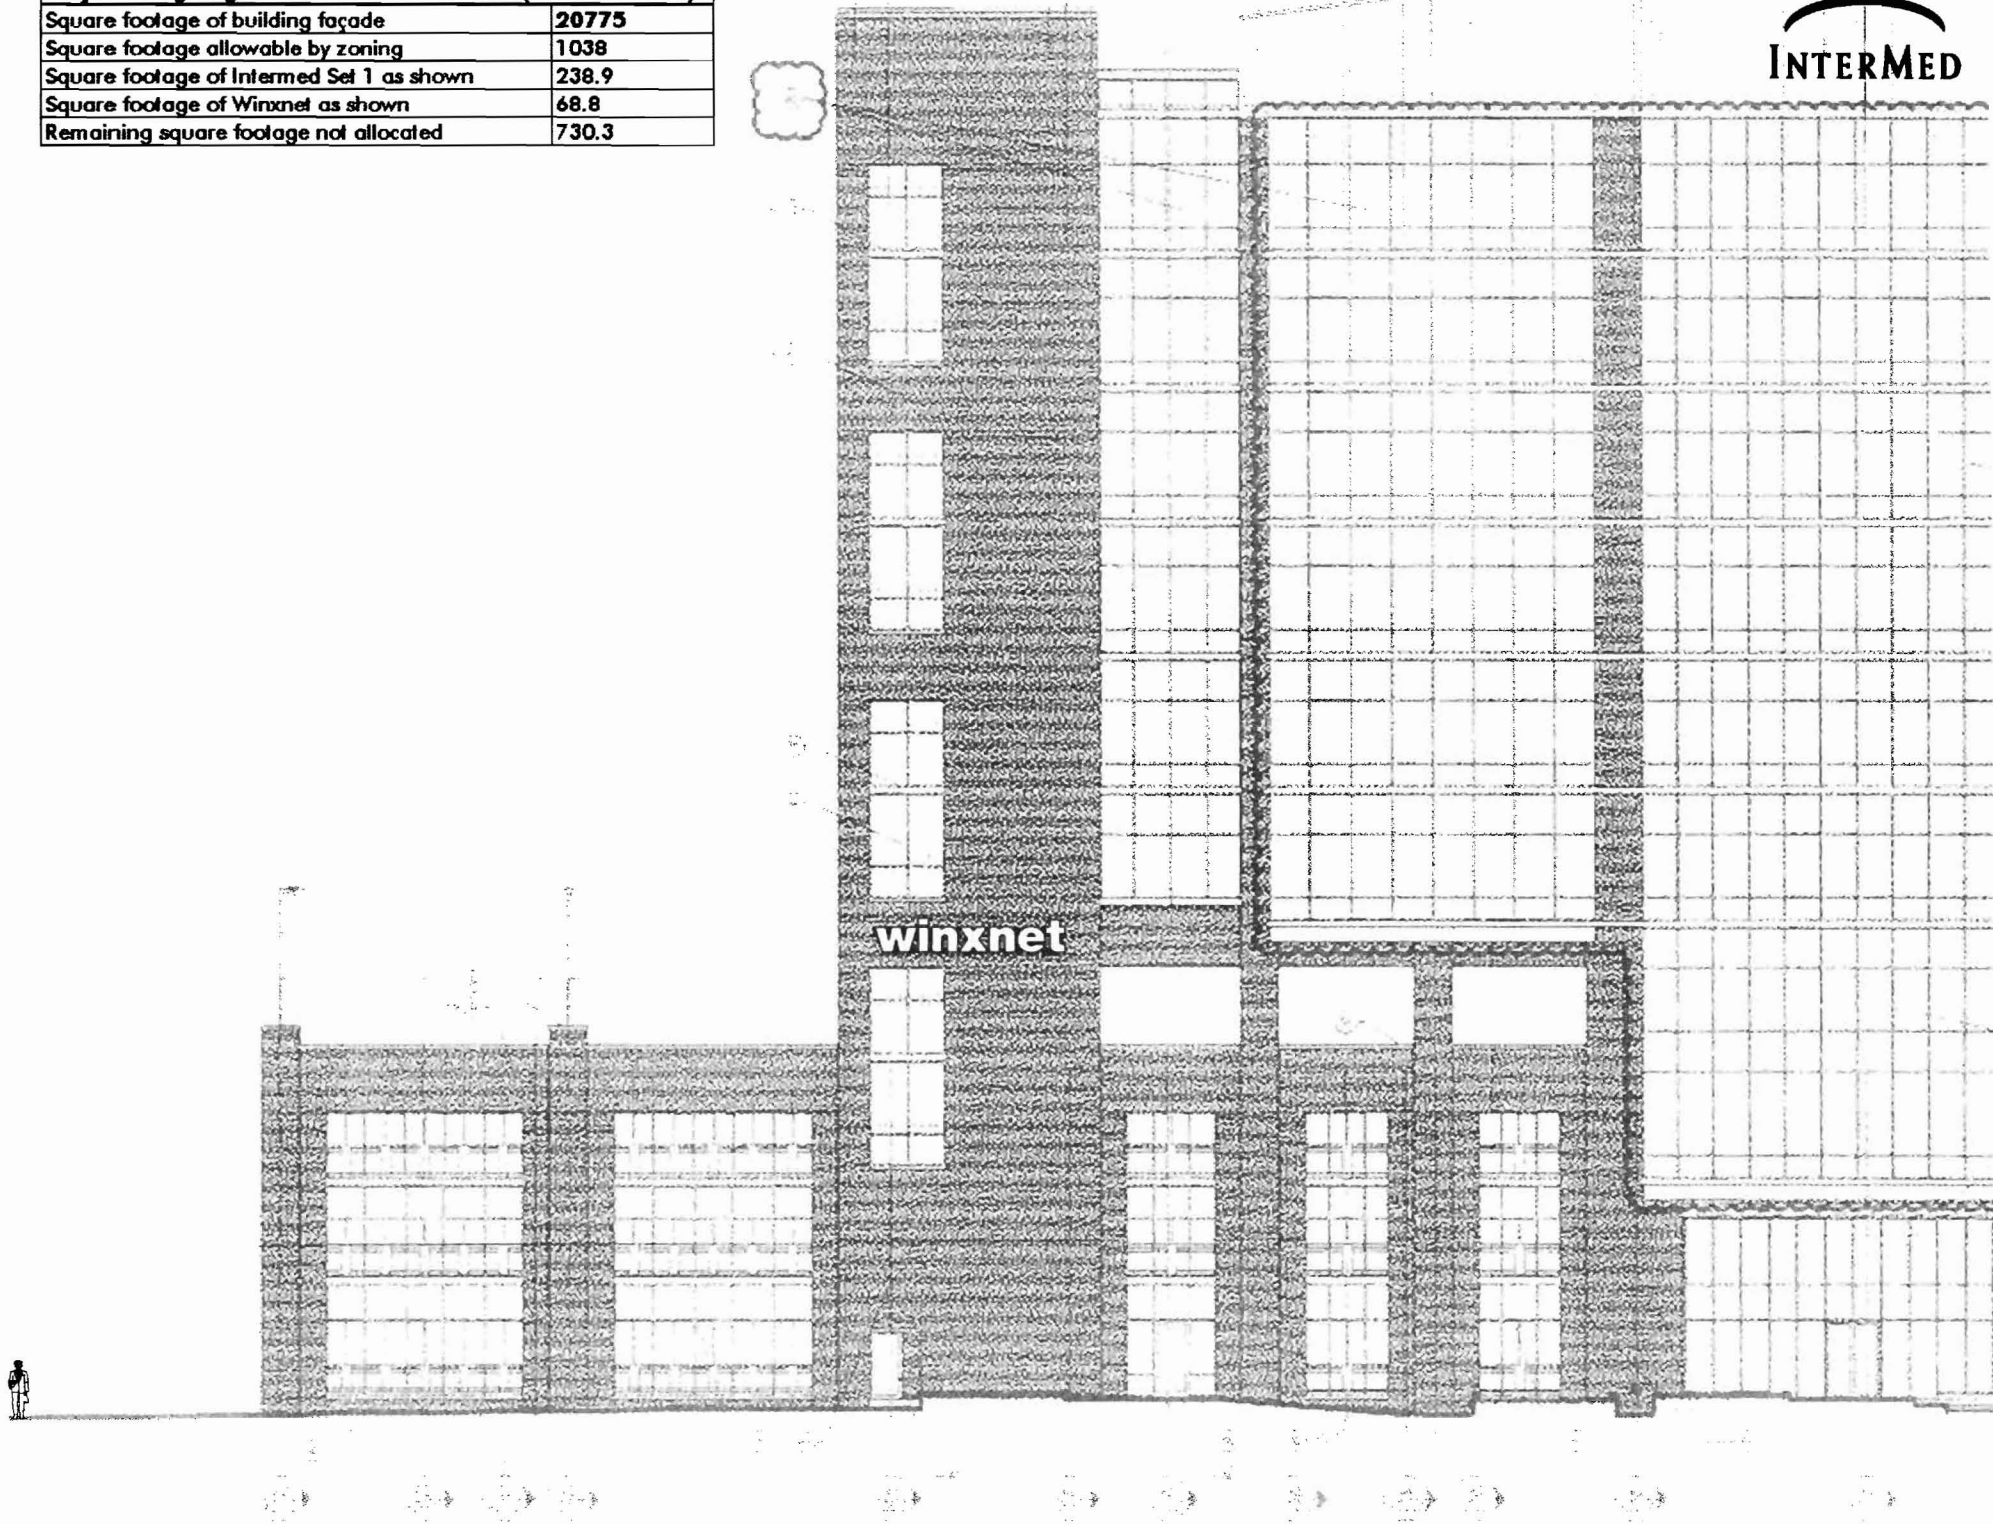 Square footage of building façade 20775
Square footage allowable by zoning 1038
Square footage of Intermed Set 1 as shown 238.9
Square footage of Winxnet as shown 68.8
Remaining square footage not allocated 730.3
INTERMED
winxnet